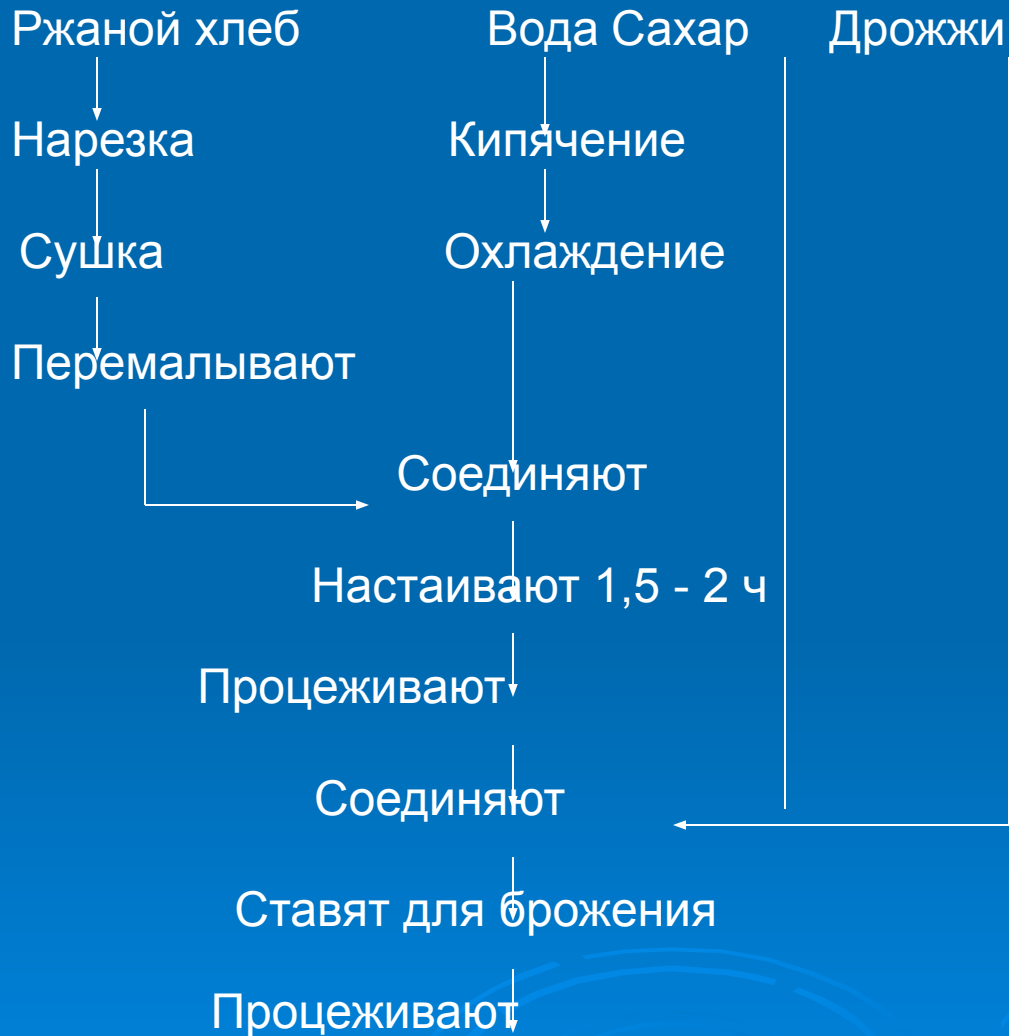 Ржаной хлеб Вода Сахар Дрожжи
Нарезка Кипячение
Сушка Охлаждение
Перемалывают
Соединяют
Настаивают 1,5 - 2 ч
Процеживают
Соединяют
Ставят для брожения
Процеживают